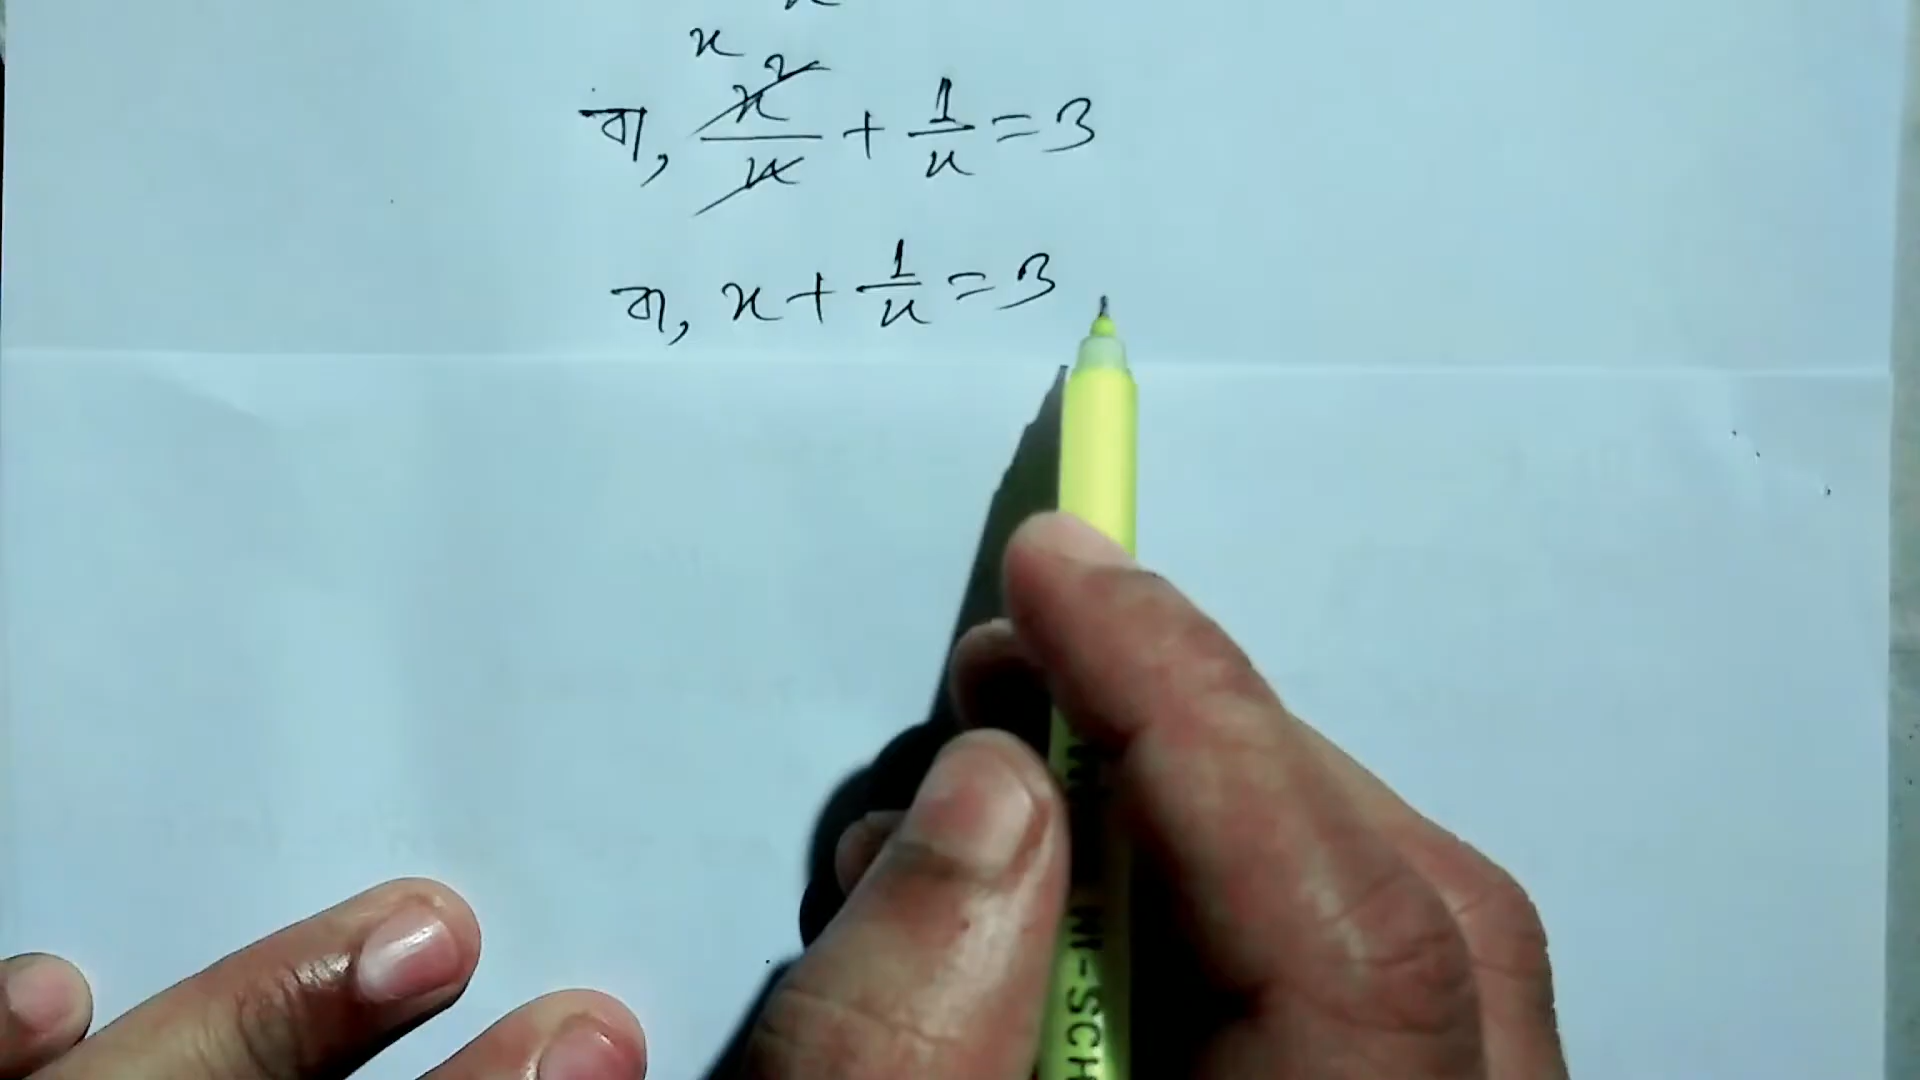 x
বা, x²/x + 1/x = 3
বা, x + 1/x = 3